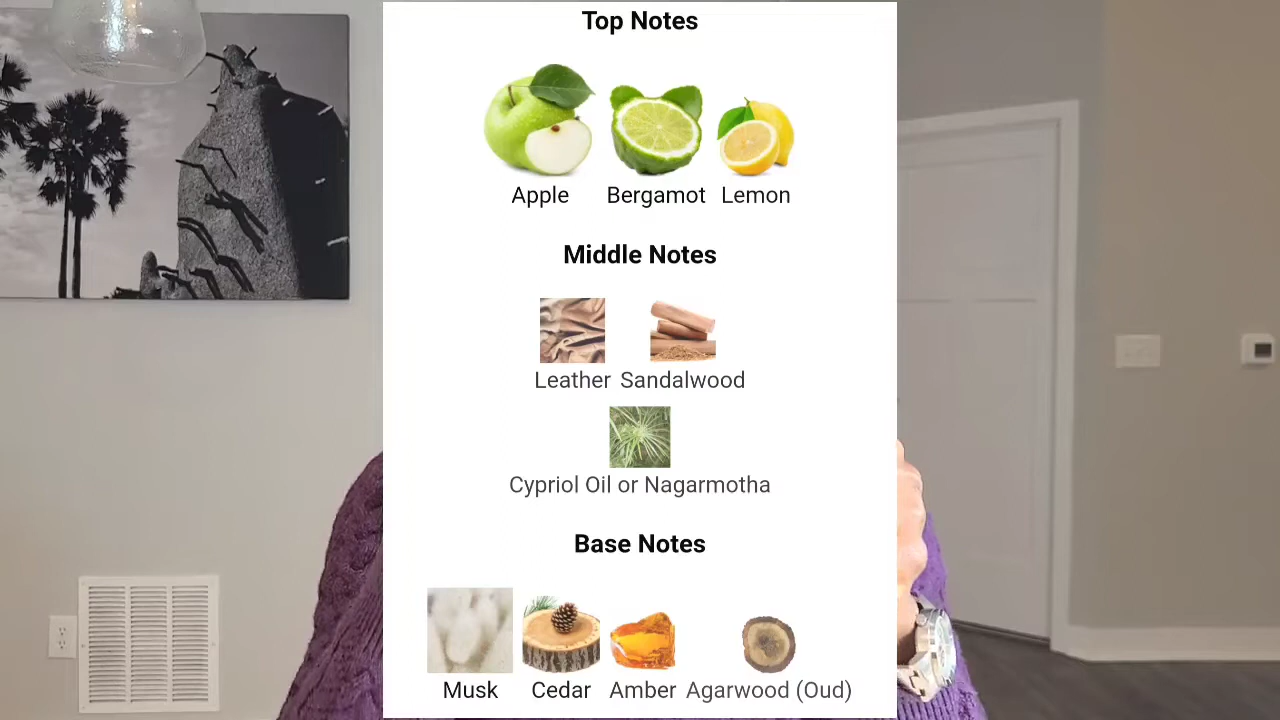 Top Notes
Apple Bergamot Lemon
Middle Notes
Leather Sandalwood
Cypriol Oil or Nagarmotha
Base Notes
Musk Cedar Amber Agarwood (Oud)